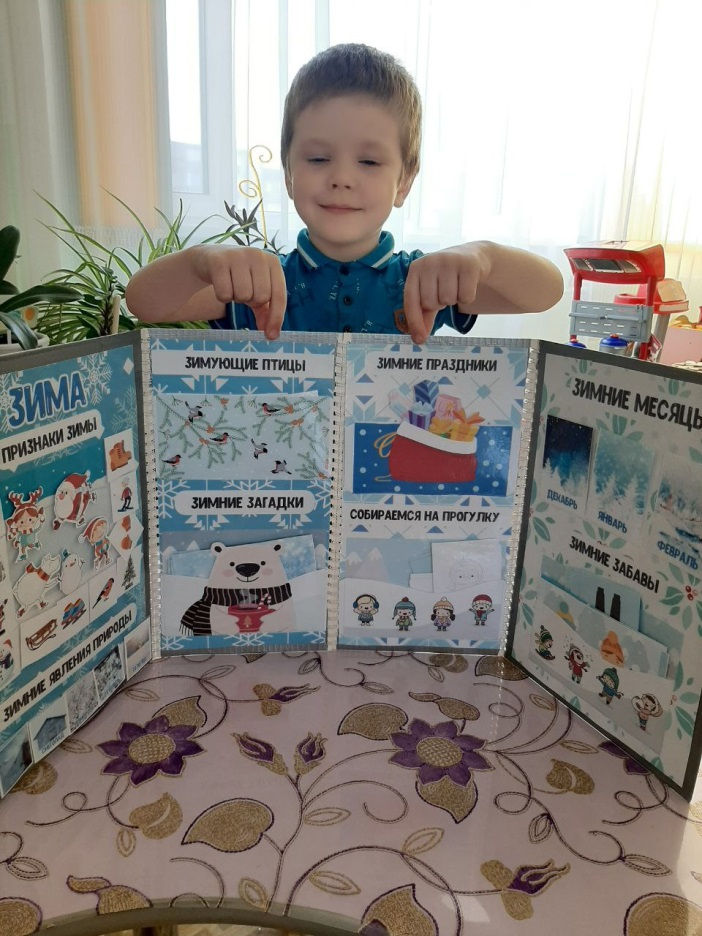 ЗИМА
ПРИЗНАКИ ЗИМЫ
ЗИМНИЕ ЯВЛЕНИЯ ПРИРОДЫ
ЗИМУЮЩИЕ ПТИЦЫ
ЗИМНИЕ ЗАГАДКИ
ЗИМНИЕ ПРАЗДНИКИ
СОБИРАЕМСЯ НА ПРОГУЛКУ
ЗИМНИЕ МЕСЯЦЫ
ДЕКАБРЬ
ЯНВАРЬ
ФЕВРАЛЬ
ЗИМНИЕ ЗАБАВЫ